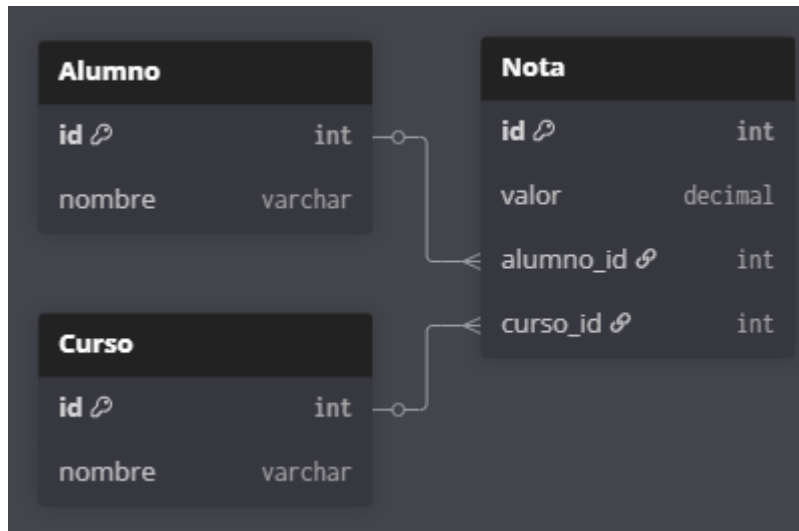 Alumno
id int
nombre varchar
Curso
id int
nombre varchar
Nota
id int
valor decimal
alumno_id int
curso_id int